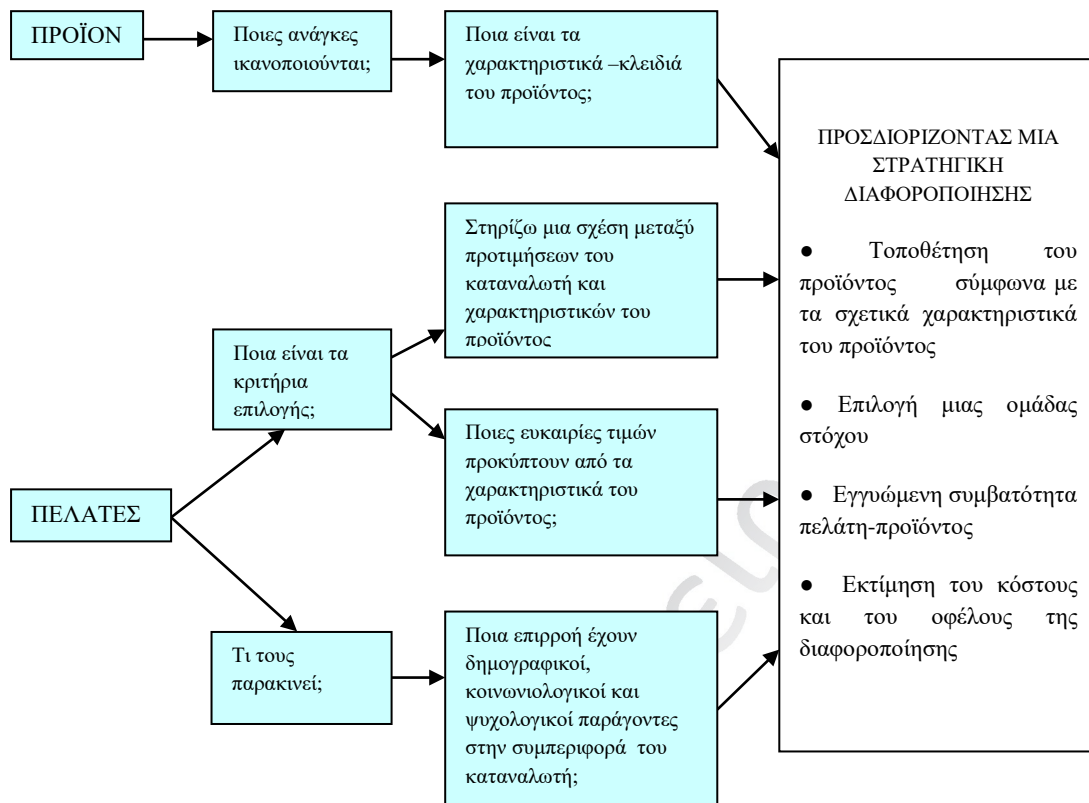 ΠΡΟΪΟΝ
Ποιες ανάγκες
ικανοποιούνται;
Ποια είναι τα
χαρακτηριστικά –κλειδιά
του προϊόντος;
Στηρίζω μια σχέση μεταξύ
προτιμήσεων του
καταναλωτή και
χαρακτηριστικών του
προϊόντος
Ποια είναι τα
κριτήρια
επιλογής;
Ποιες ευκαιρίες τιμών
προκύπτουν από τα
χαρακτηριστικά του
προϊόντος;
ΠΕΛΑΤΕΣ
Τι τους
παρακινεί;
Ποια επιρροή έχουν
δημογραφικοί,
κοινωνιολογικοί και
ψυχολογικοί παράγοντες
στην συμπεριφορά του
καταναλωτή;
ΠΡΟΣΔΙΟΡΙΖΟΝΤΑΣ ΜΙΑ
ΣΤΡΑΤΗΓΙΚΗ
ΔΙΑΦΟΡΟΠΟΙΗΣΗΣ
● Τοποθέτηση του
προϊόντος σύμφωνα με
τα σχετικά χαρακτηριστικά
του προϊόντος
● Επιλογή μιας ομάδας
στόχου
● Εγγυώμενη συμβατότητα
πελάτη-προϊόντος
● Εκτίμηση του κόστους
και του οφέλους της
διαφοροποίησης